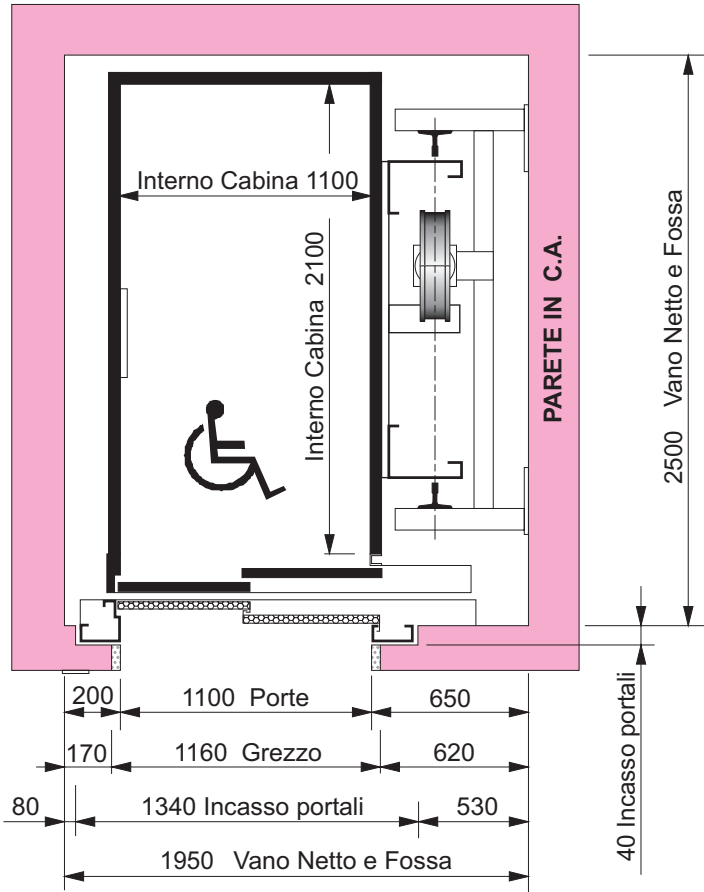 Interno Cabina 1100
Interno Cabina 2100
PARETE IN C.A.
2500 Vano Netto e Fossa
200
1100 Porte
650
170
1160 Grezzo
620
80
1340 Incasso portali
530
40 Incasso portali
1950 Vano Netto e Fossa